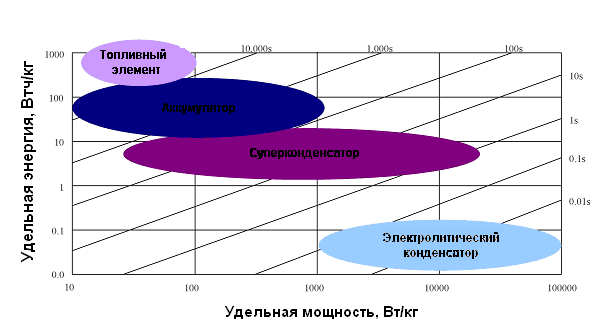 Топливный
элемент
10,000s
1,000s
100s
1000
10s
100
Аккумулятор
1s
10
Суперконденсатор
0.1s
1
0.01s
0.1
Электролитический
конденсатор
0.0
10
100
1000
10000
100000
Удельная энергия, Втч/кг
Удельная мощность, Вт/кг